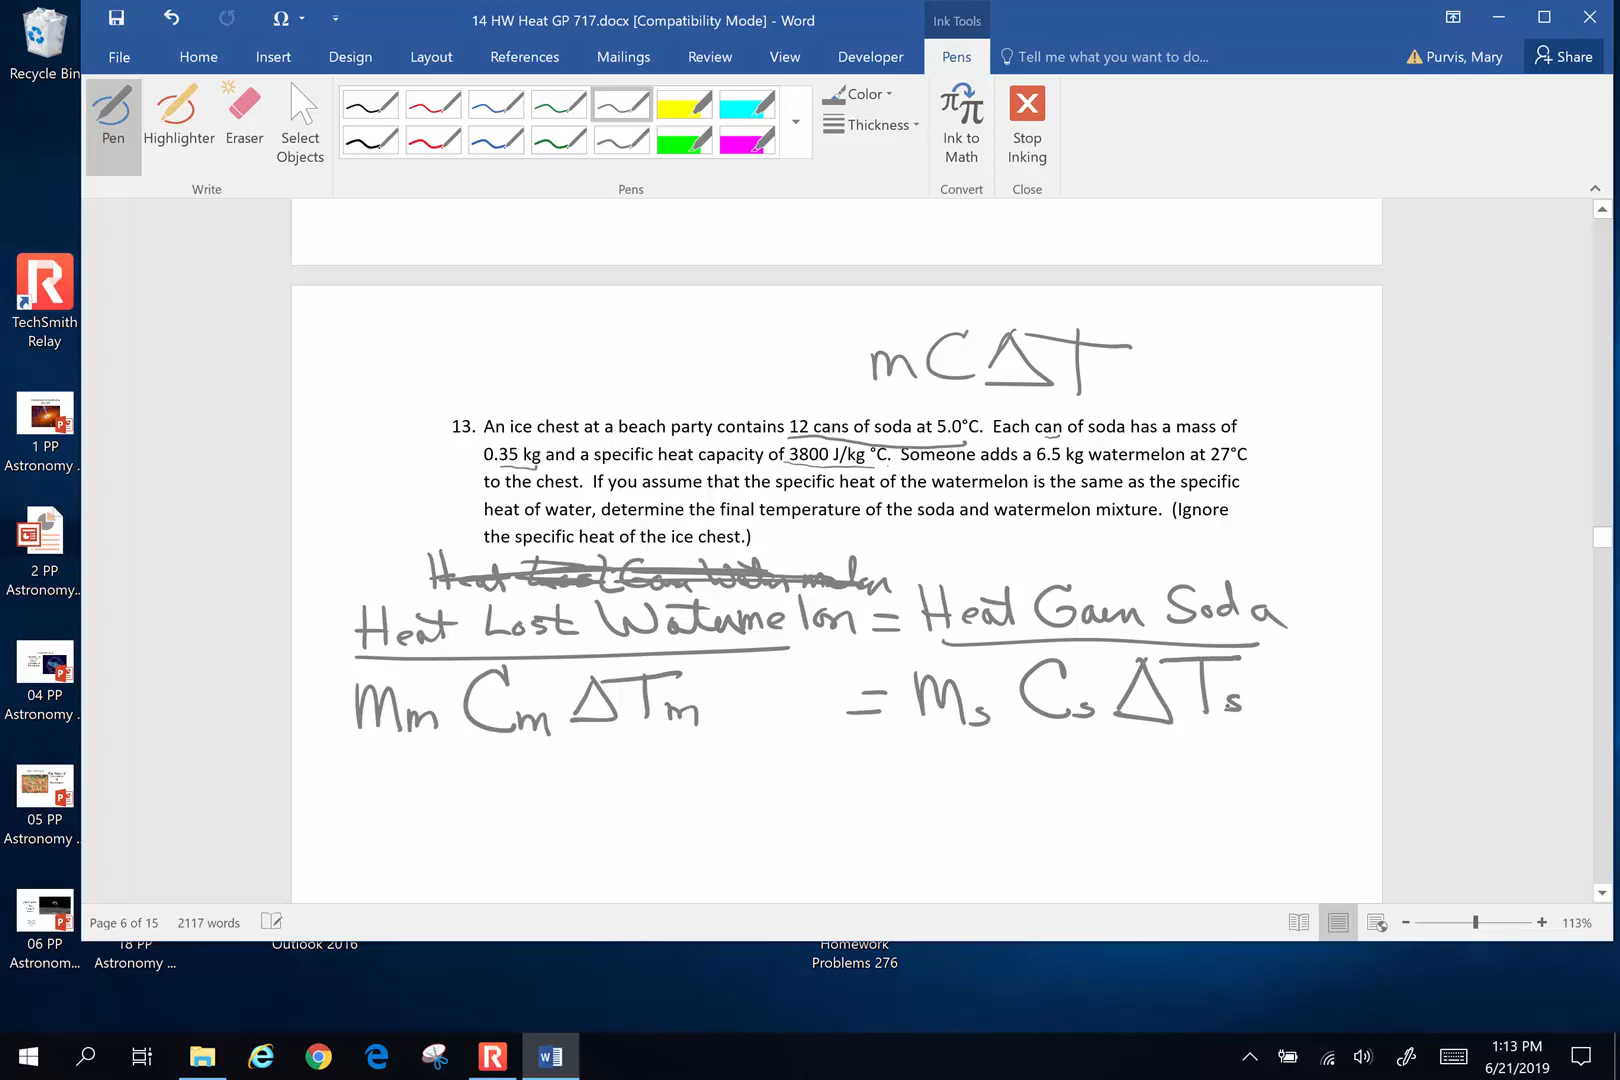 Recycle Bin
14 HW Heat GP 717.docx [Compatibility Mode] - Word
Ink Tools
File Home Insert Design Layout References Mailings Review View Developer Pens Tell me what you want to do... Purvis, Mary Share
Pen
Highlighter
Eraser
Select Objects
Color
Thickness
Ink to Math
Stop Inking
Write
Pens
Convert
Close
TechSmith Relay
1 PP Astronomy ...
2 PP Astronomy...
04 PP Astronomy ...
05 PP Astronomy ...
06 PP Astronom...
18 PP Astronomy ...
Outlook 2016
Homework Problems 276
m C Δ T
13. An ice chest at a beach party contains 12 cans of soda at 5.0°C. Each can of soda has a mass of
0.35 kg and a specific heat capacity of 3800 J/kg °C. Someone adds a 6.5 kg watermelon at 27°C
to the chest. If you assume that the specific heat of the watermelon is the same as the specific
heat of water, determine the final temperature of the soda and watermelon mixture. (Ignore
the specific heat of the ice chest.)
Heat Lost Watermelon = Heat Gain Soda
Mm Cm ΔTm = Ms Cs ΔTs
Page 6 of 15 2117 words
113%
1:13 PM
6/21/2019